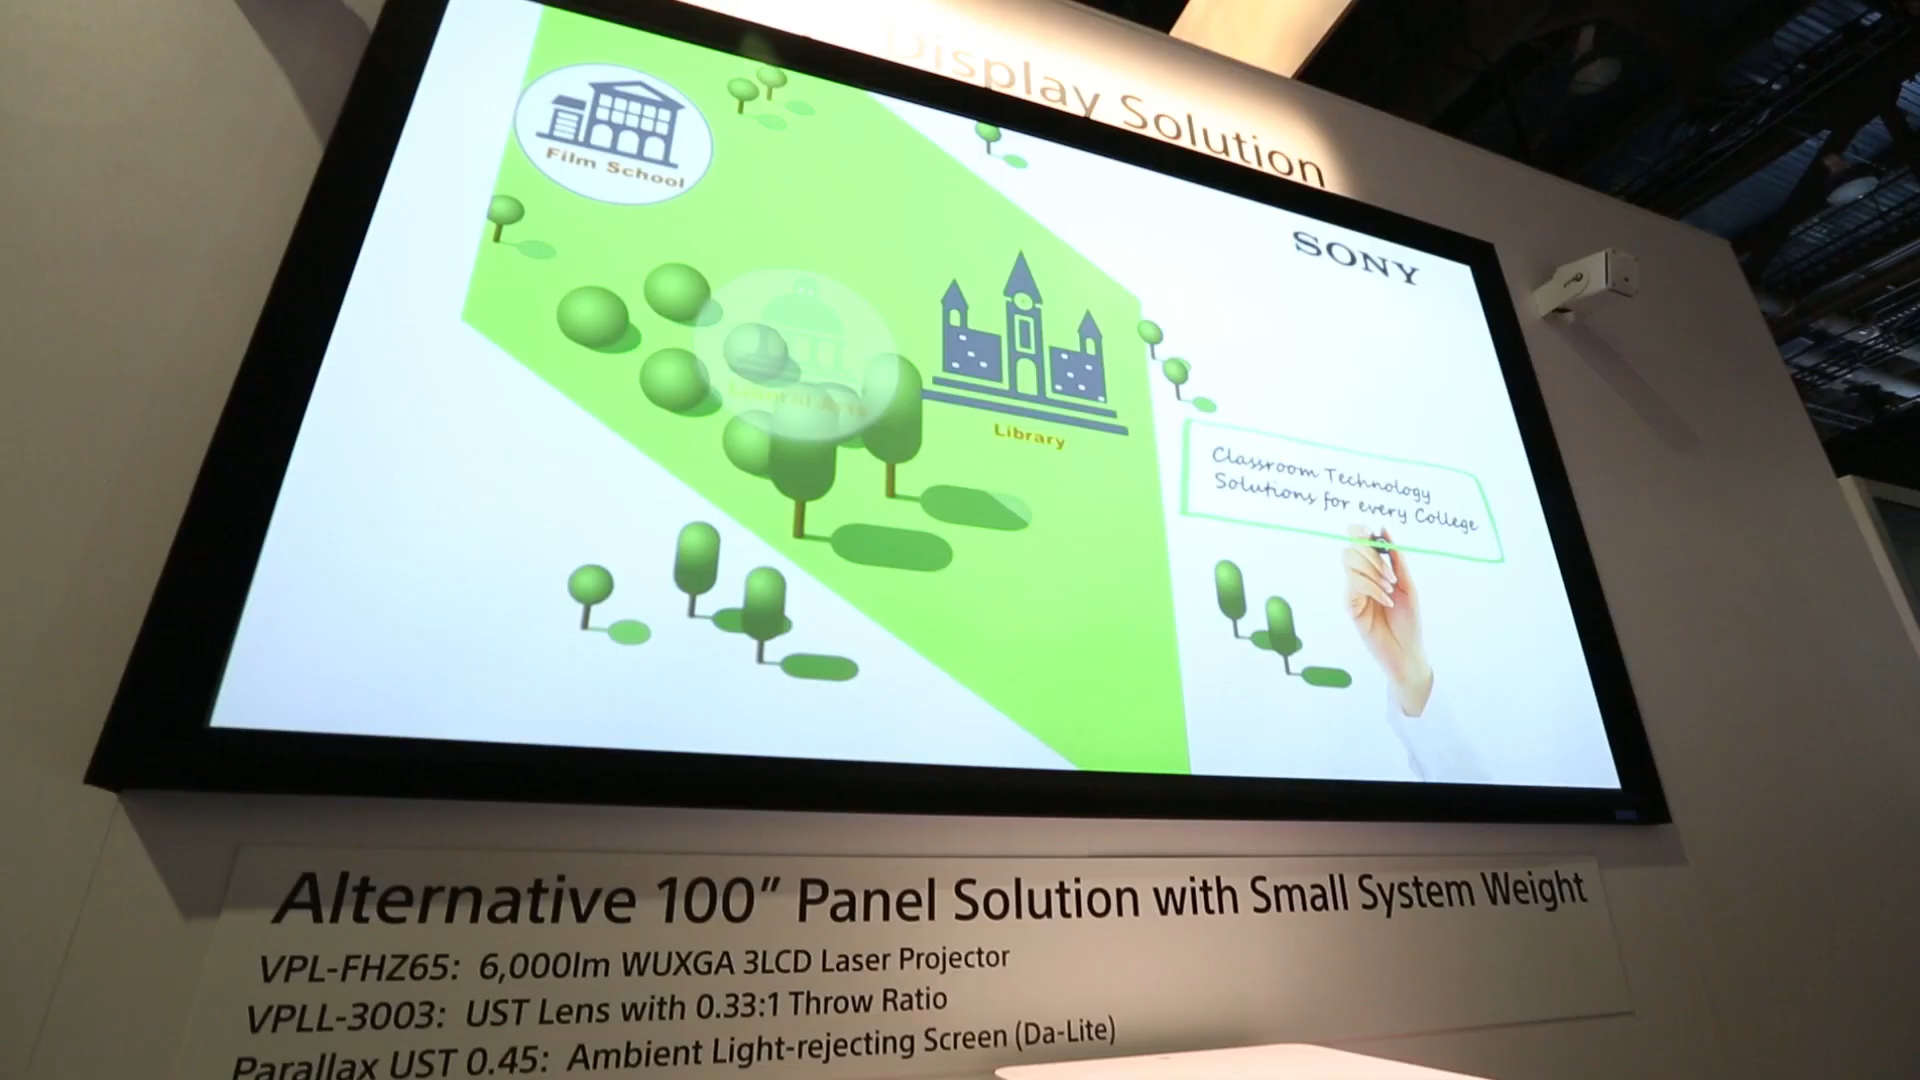 Display Solution
Film School
SONY
Library
Classroom Technology
Solutions for every College
Alternative 100" Panel Solution with Small System Weight
VPL-FHZ65: 6,000lm WUXGA 3LCD Laser Projector
VPLL-3003: UST Lens with 0.33:1 Throw Ratio
Parallax UST 0.45: Ambient Light-rejecting Screen (Da-Lite)